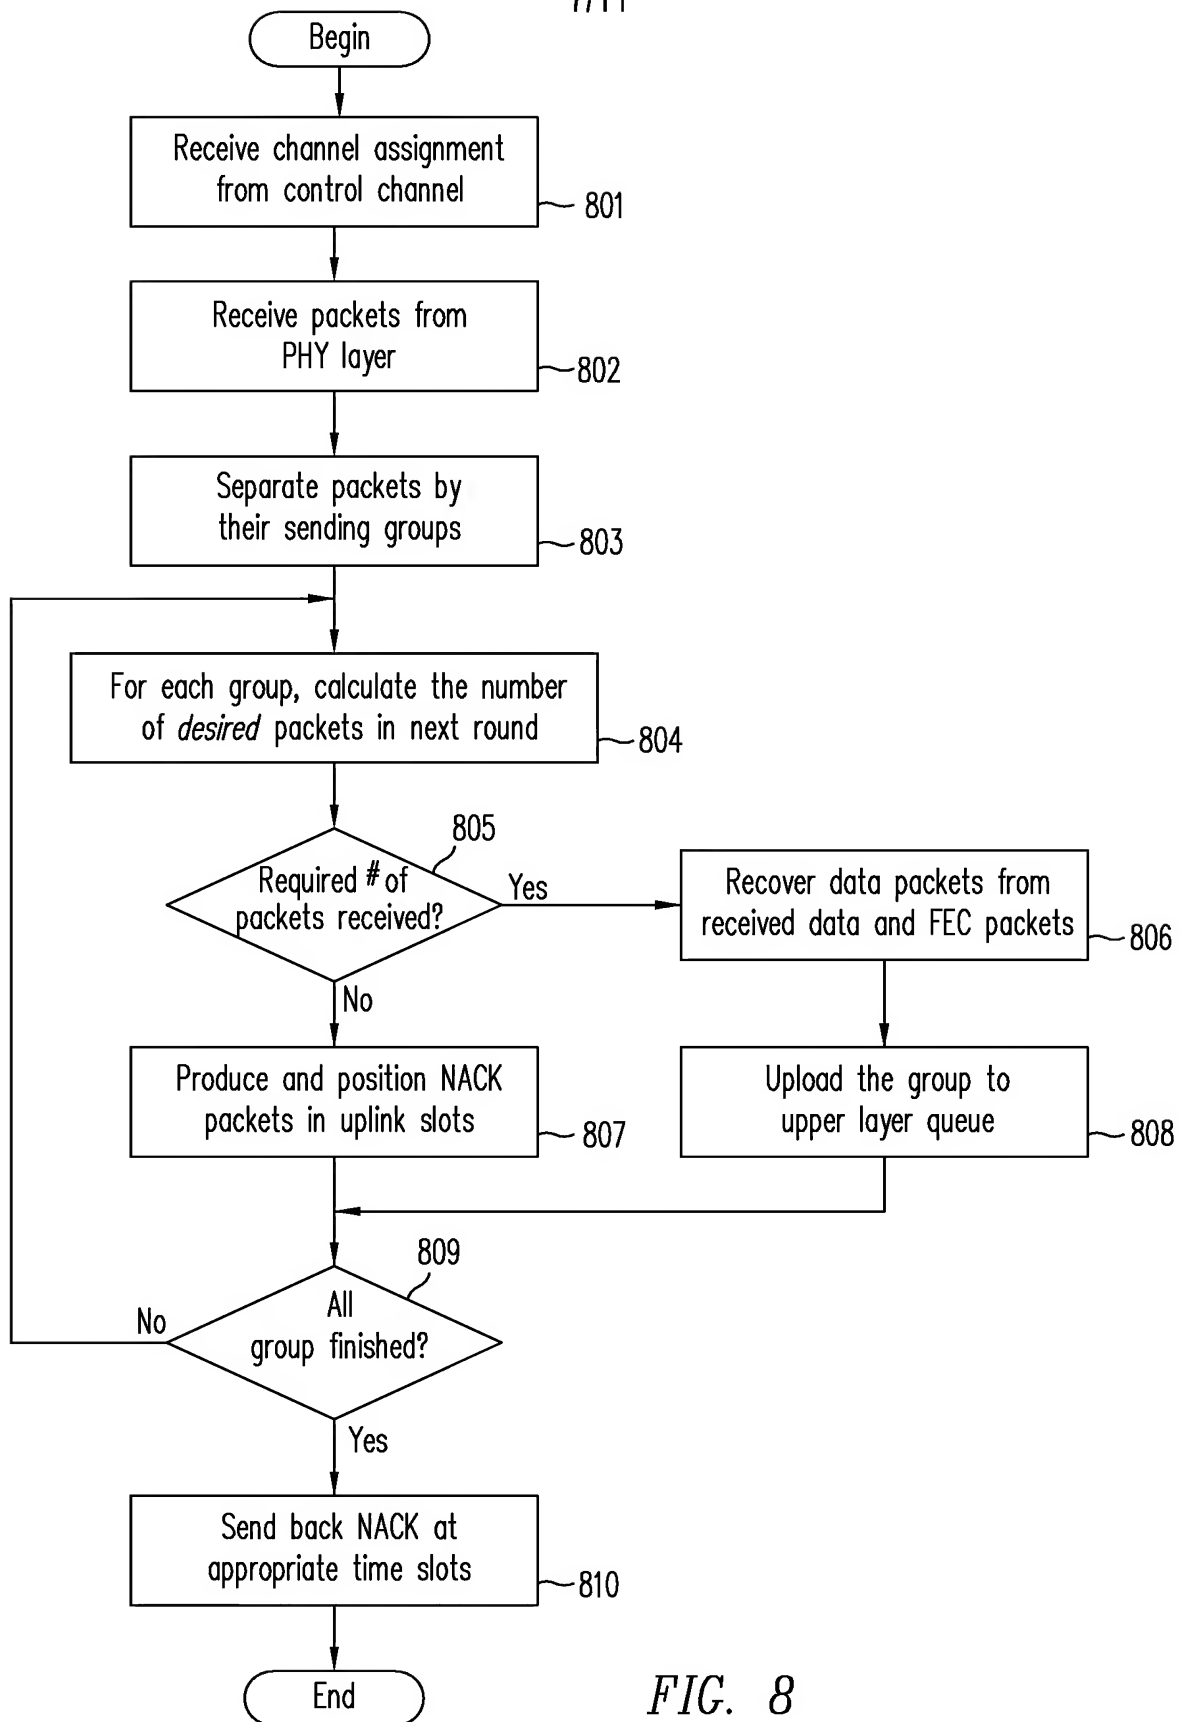 Begin
Receive channel assignment
from control channel
801
Receive packets from
PHY layer
802
Separate packets by
their sending groups
803
For each group, calculate the number
of desired packets in next round
804
805
Required # of
packets received?
Yes
Recover data packets from
received data and FEC packets
806
No
Produce and position NACK
packets in uplink slots
807
Upload the group to
upper layer queue
808
809
All
group finished?
No
Yes
Send back NACK at
appropriate time slots
810
End
FIG. 8